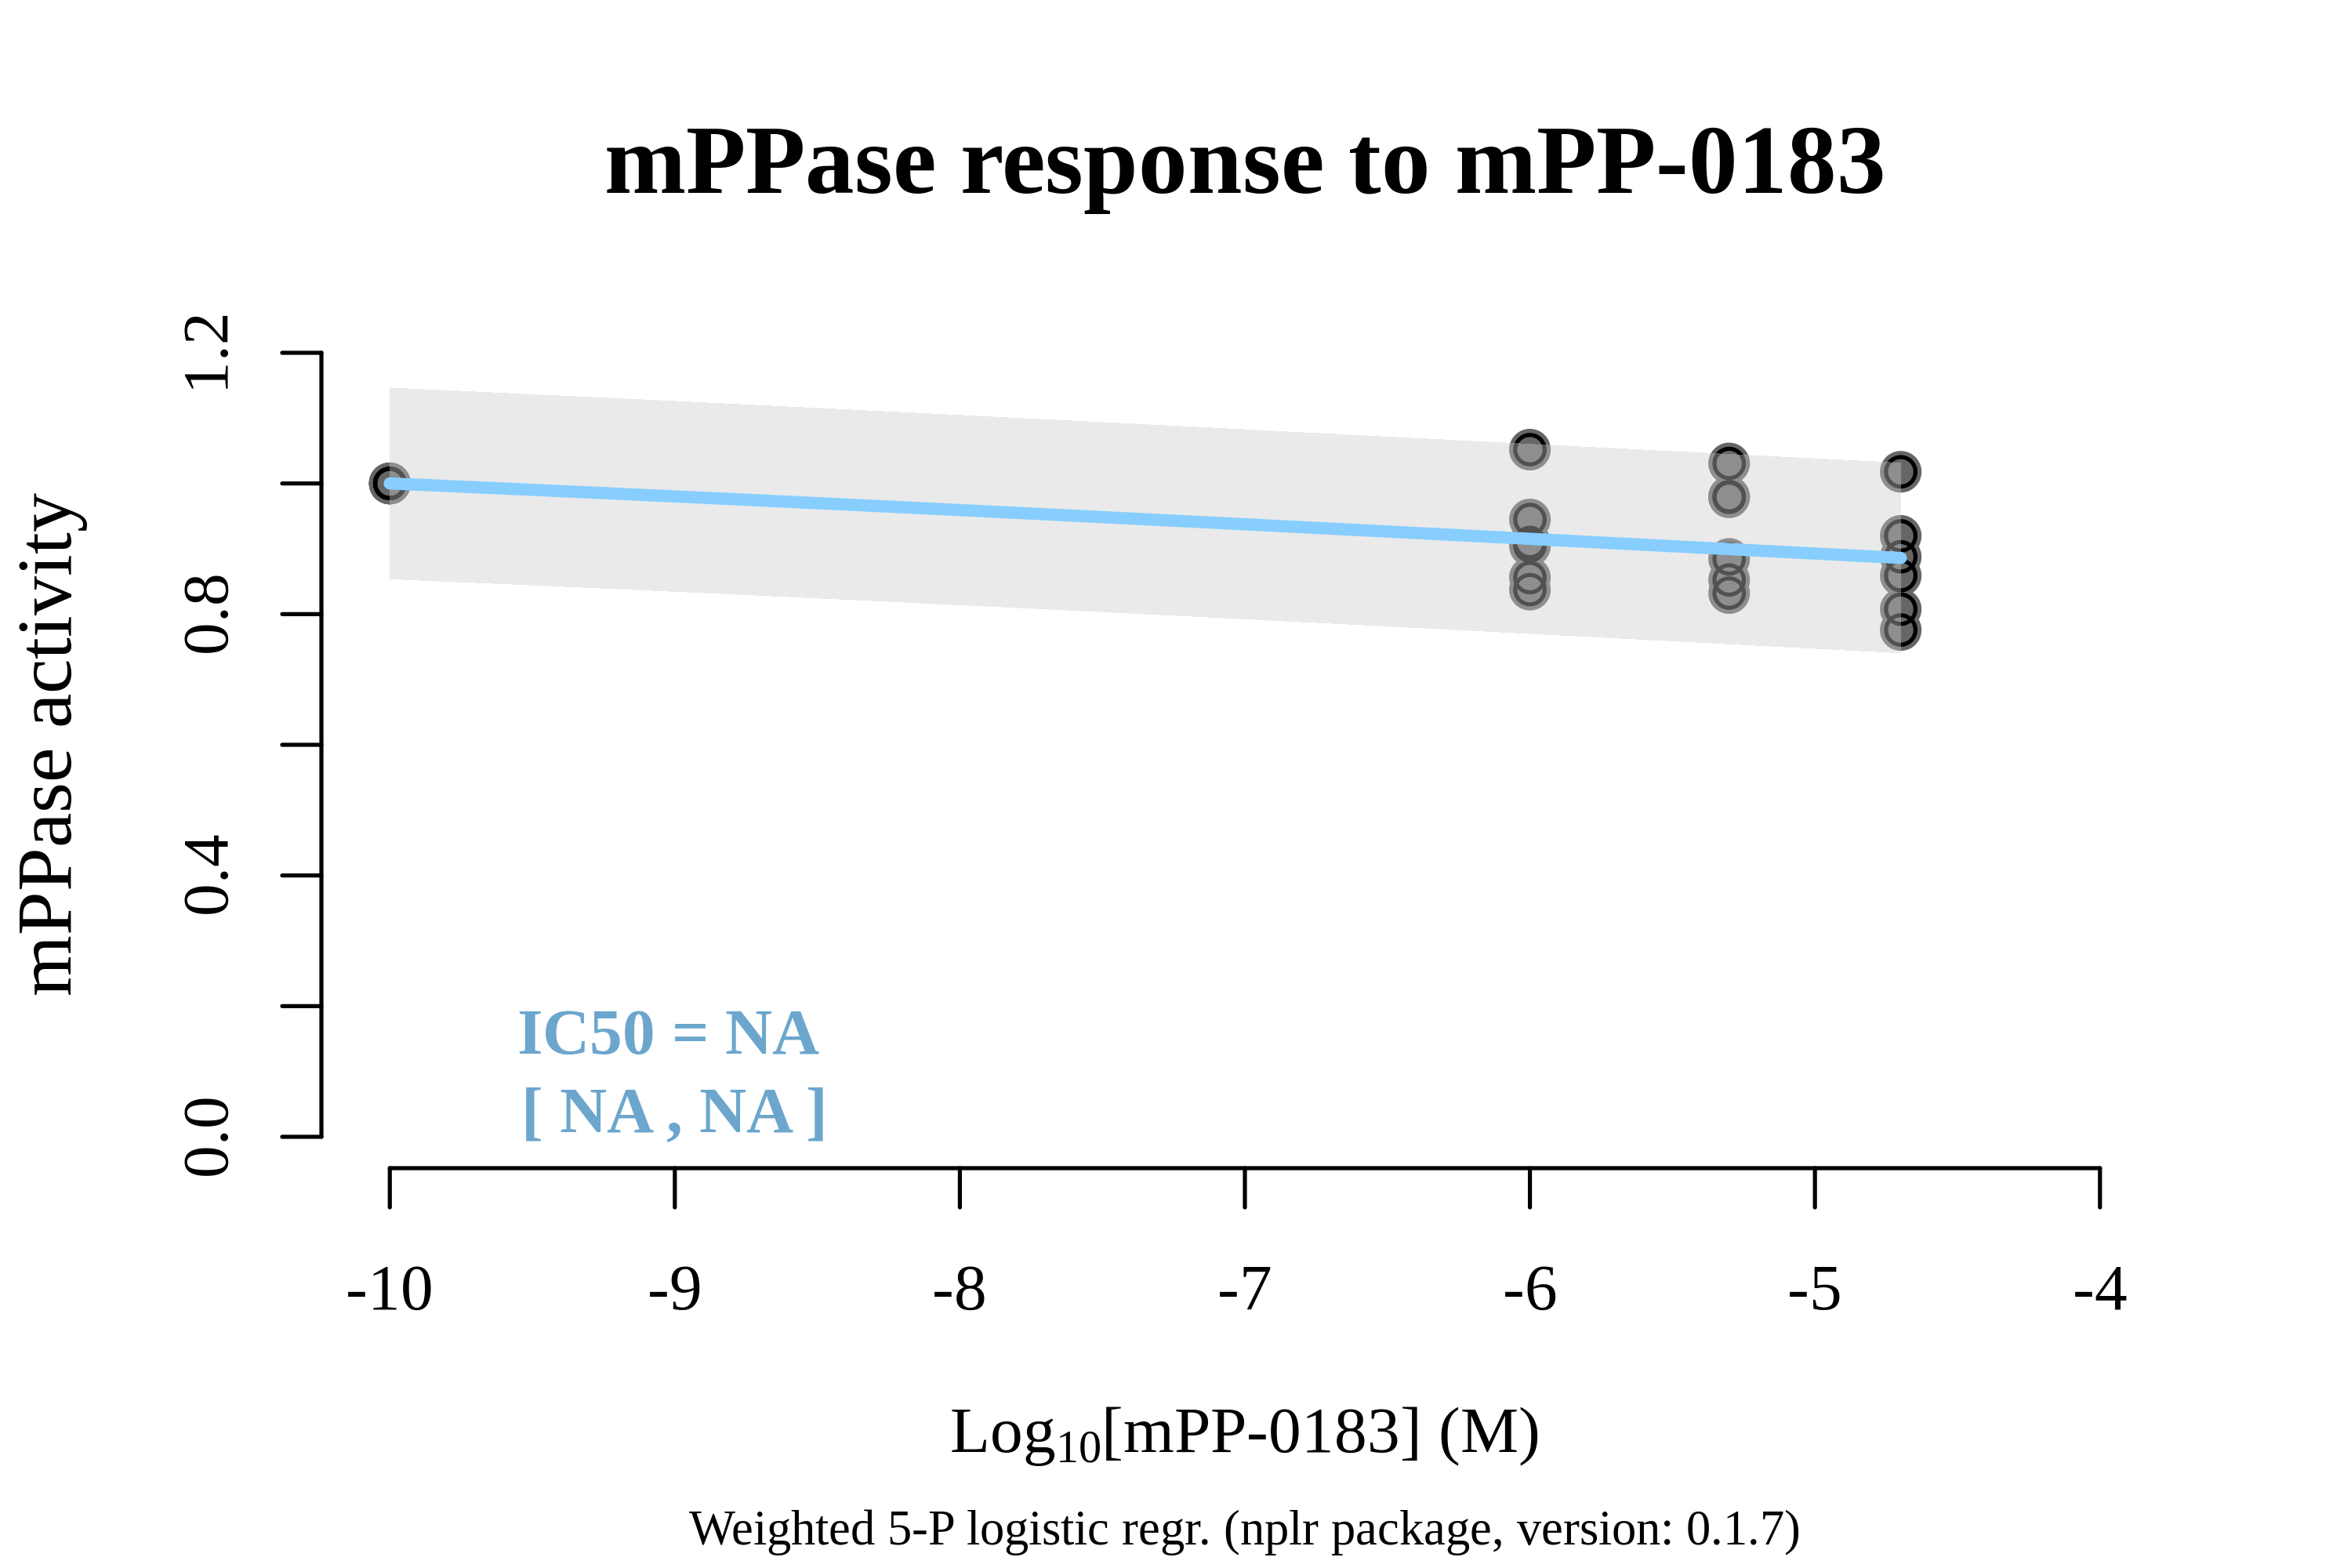 mPPase response to mPP-0183
mPPase activity
1.2
0.8
0.4
0.0
IC50 = NA
[ NA , NA ]
-10 -9 -8 -7 -6 -5 -4
Log₁₀[mPP-0183] (M)
Weighted 5-P logistic regr. (nplr package, version: 0.1.7)